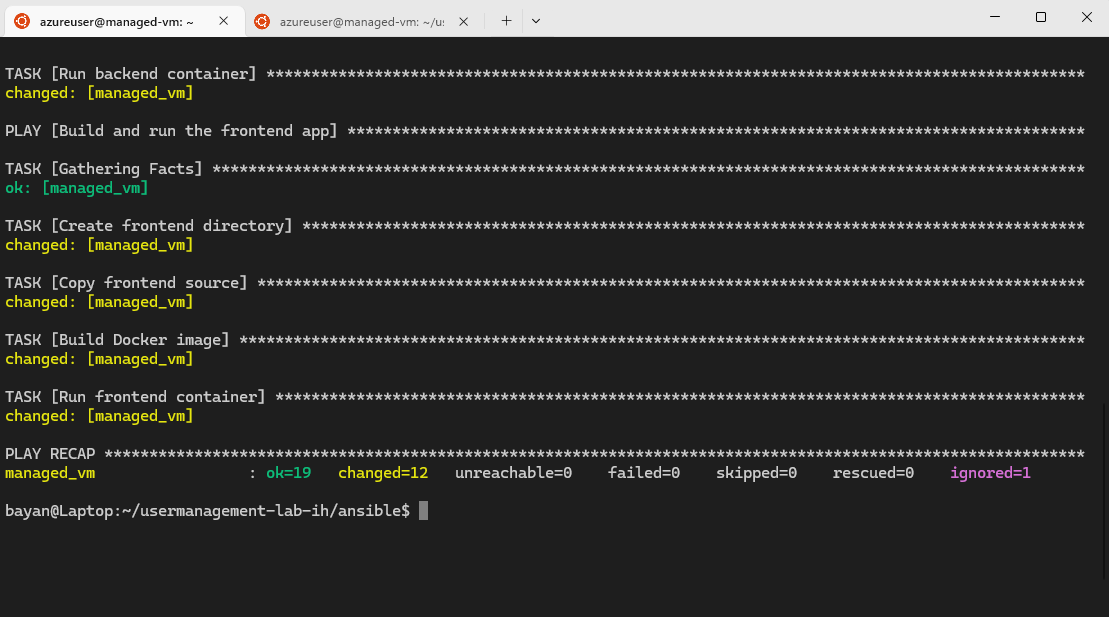 azureuser@managed-vm: ~
azureuser@managed-vm: ~/u
TASK [Run backend container] *******************************************************************************************
changed: [managed_vm]
PLAY [Build and run the frontend app] **********************************************************************************
TASK [Gathering Facts] *************************************************************************************************
ok: [managed_vm]
TASK [Create frontend directory] ***************************************************************************************
changed: [managed_vm]
TASK [Copy frontend source] ********************************************************************************************
changed: [managed_vm]
TASK [Build Docker image] **********************************************************************************************
changed: [managed_vm]
TASK [Run frontend container] ******************************************************************************************
changed: [managed_vm]
PLAY RECAP *************************************************************************************************************
managed_vm                 : ok=19   changed=12   unreachable=0    failed=0    skipped=0    rescued=0    ignored=1
bayan@Laptop:~/usermanagement-lab-ih/ansible$